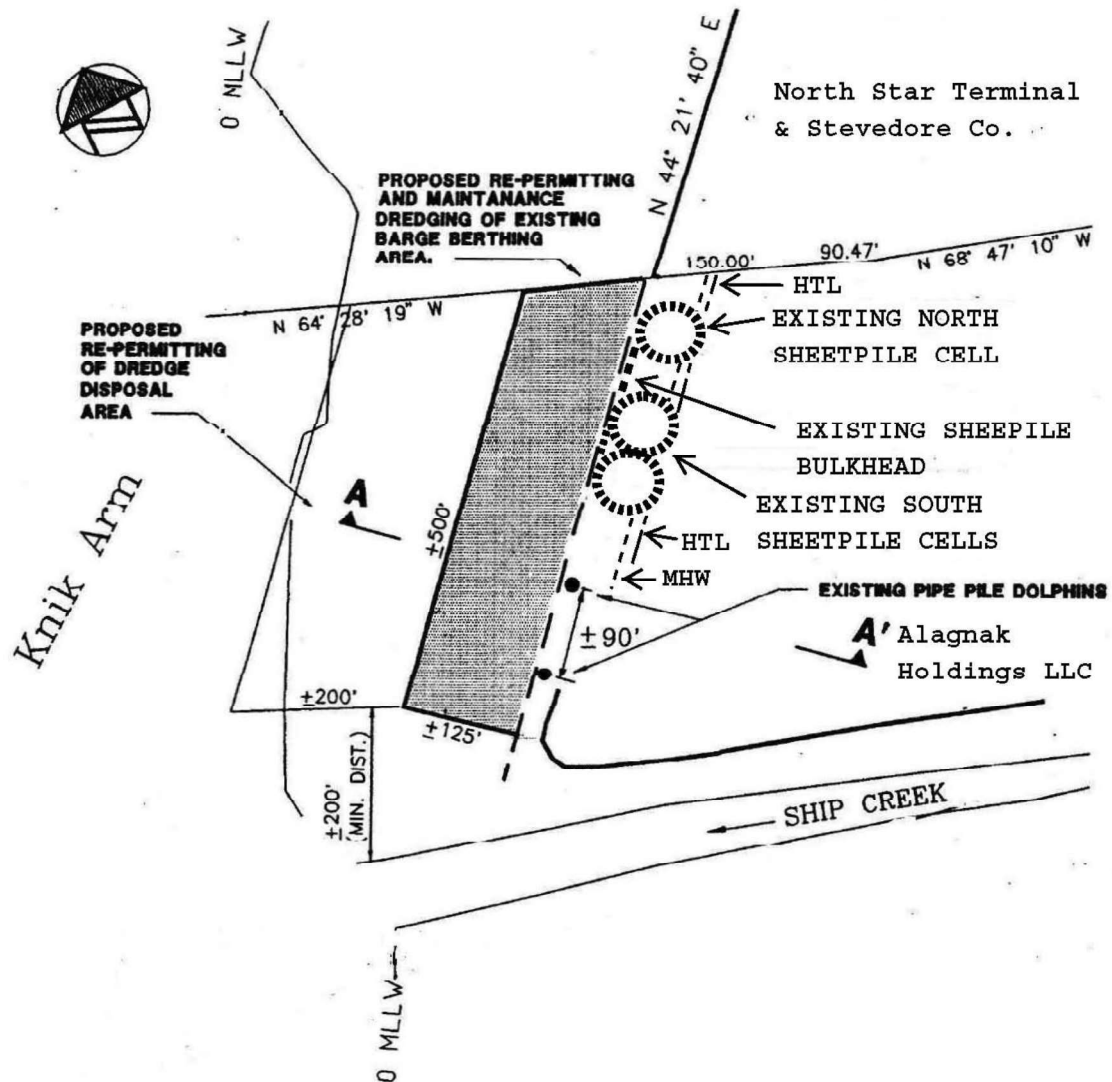 0 MLLW
N 44° 21' 40" E
North Star Terminal
& Stevedore Co.
PROPOSED RE-PERMITTING
AND MAINTANANCE
DREDGING OF EXISTING
BARGE BERTHING
AREA.
150.00'
90.47'
N 68° 47' 10" W
HTL
N 64° 28' 19" W
EXISTING NORTH
SHEETPILE CELL
PROPOSED
RE-PERMITTING
OF DREDGE
DISPOSAL
AREA
EXISTING SHEEPILE
BULKHEAD
A
±500'
EXISTING SOUTH
SHEETPILE CELLS
HTL
MHW
Knik Arm
EXISTING PIPE PILE DOLPHINS
±90'
A' Alagnak
Holdings LLC
±200'
±125'
±200'
(MIN. DIST.)
SHIP CREEK
0 MLLW